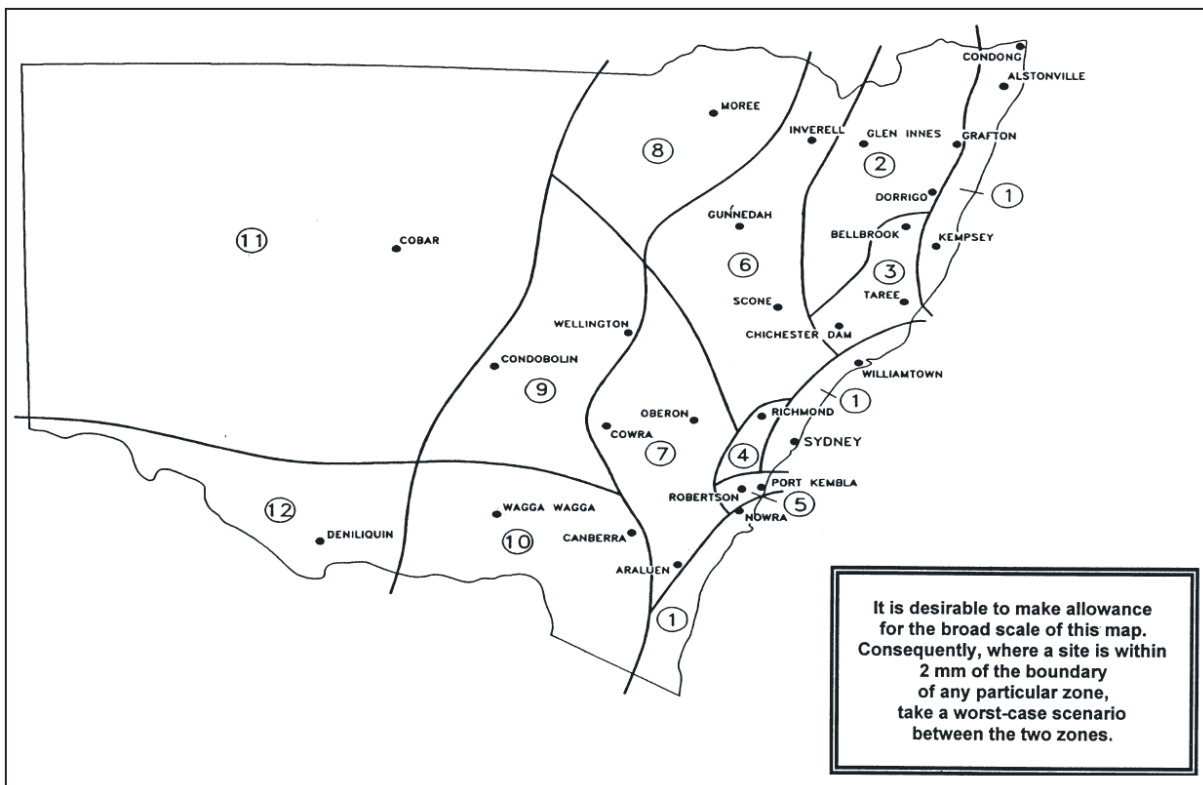 CONDONG
ALSTONVILLE
MOREE
INVERELL
GLEN INNES
GRAFTON
8
2
DORRIGO
1
GUNNEDAH
BELLBROOK
KEMPSEY
11
COBAR
6
3
SCONE
TAREE
WELLINGTON
CHICHESTER DAM
CONDOBOLIN
WILLIAMTOWN
9
1
OBERON
RICHMOND
COWRA
SYDNEY
7
4
ROBERTSON
PORT KEMBLA
5
12
WAGGA WAGGA
NOWRA
DENILIQUIN
10
CANBERRA
ARALUEN
1
It is desirable to make allowance
for the broad scale of this map.
Consequently, where a site is within
2 mm of the boundary
of any particular zone,
take a worst-case scenario
between the two zones.